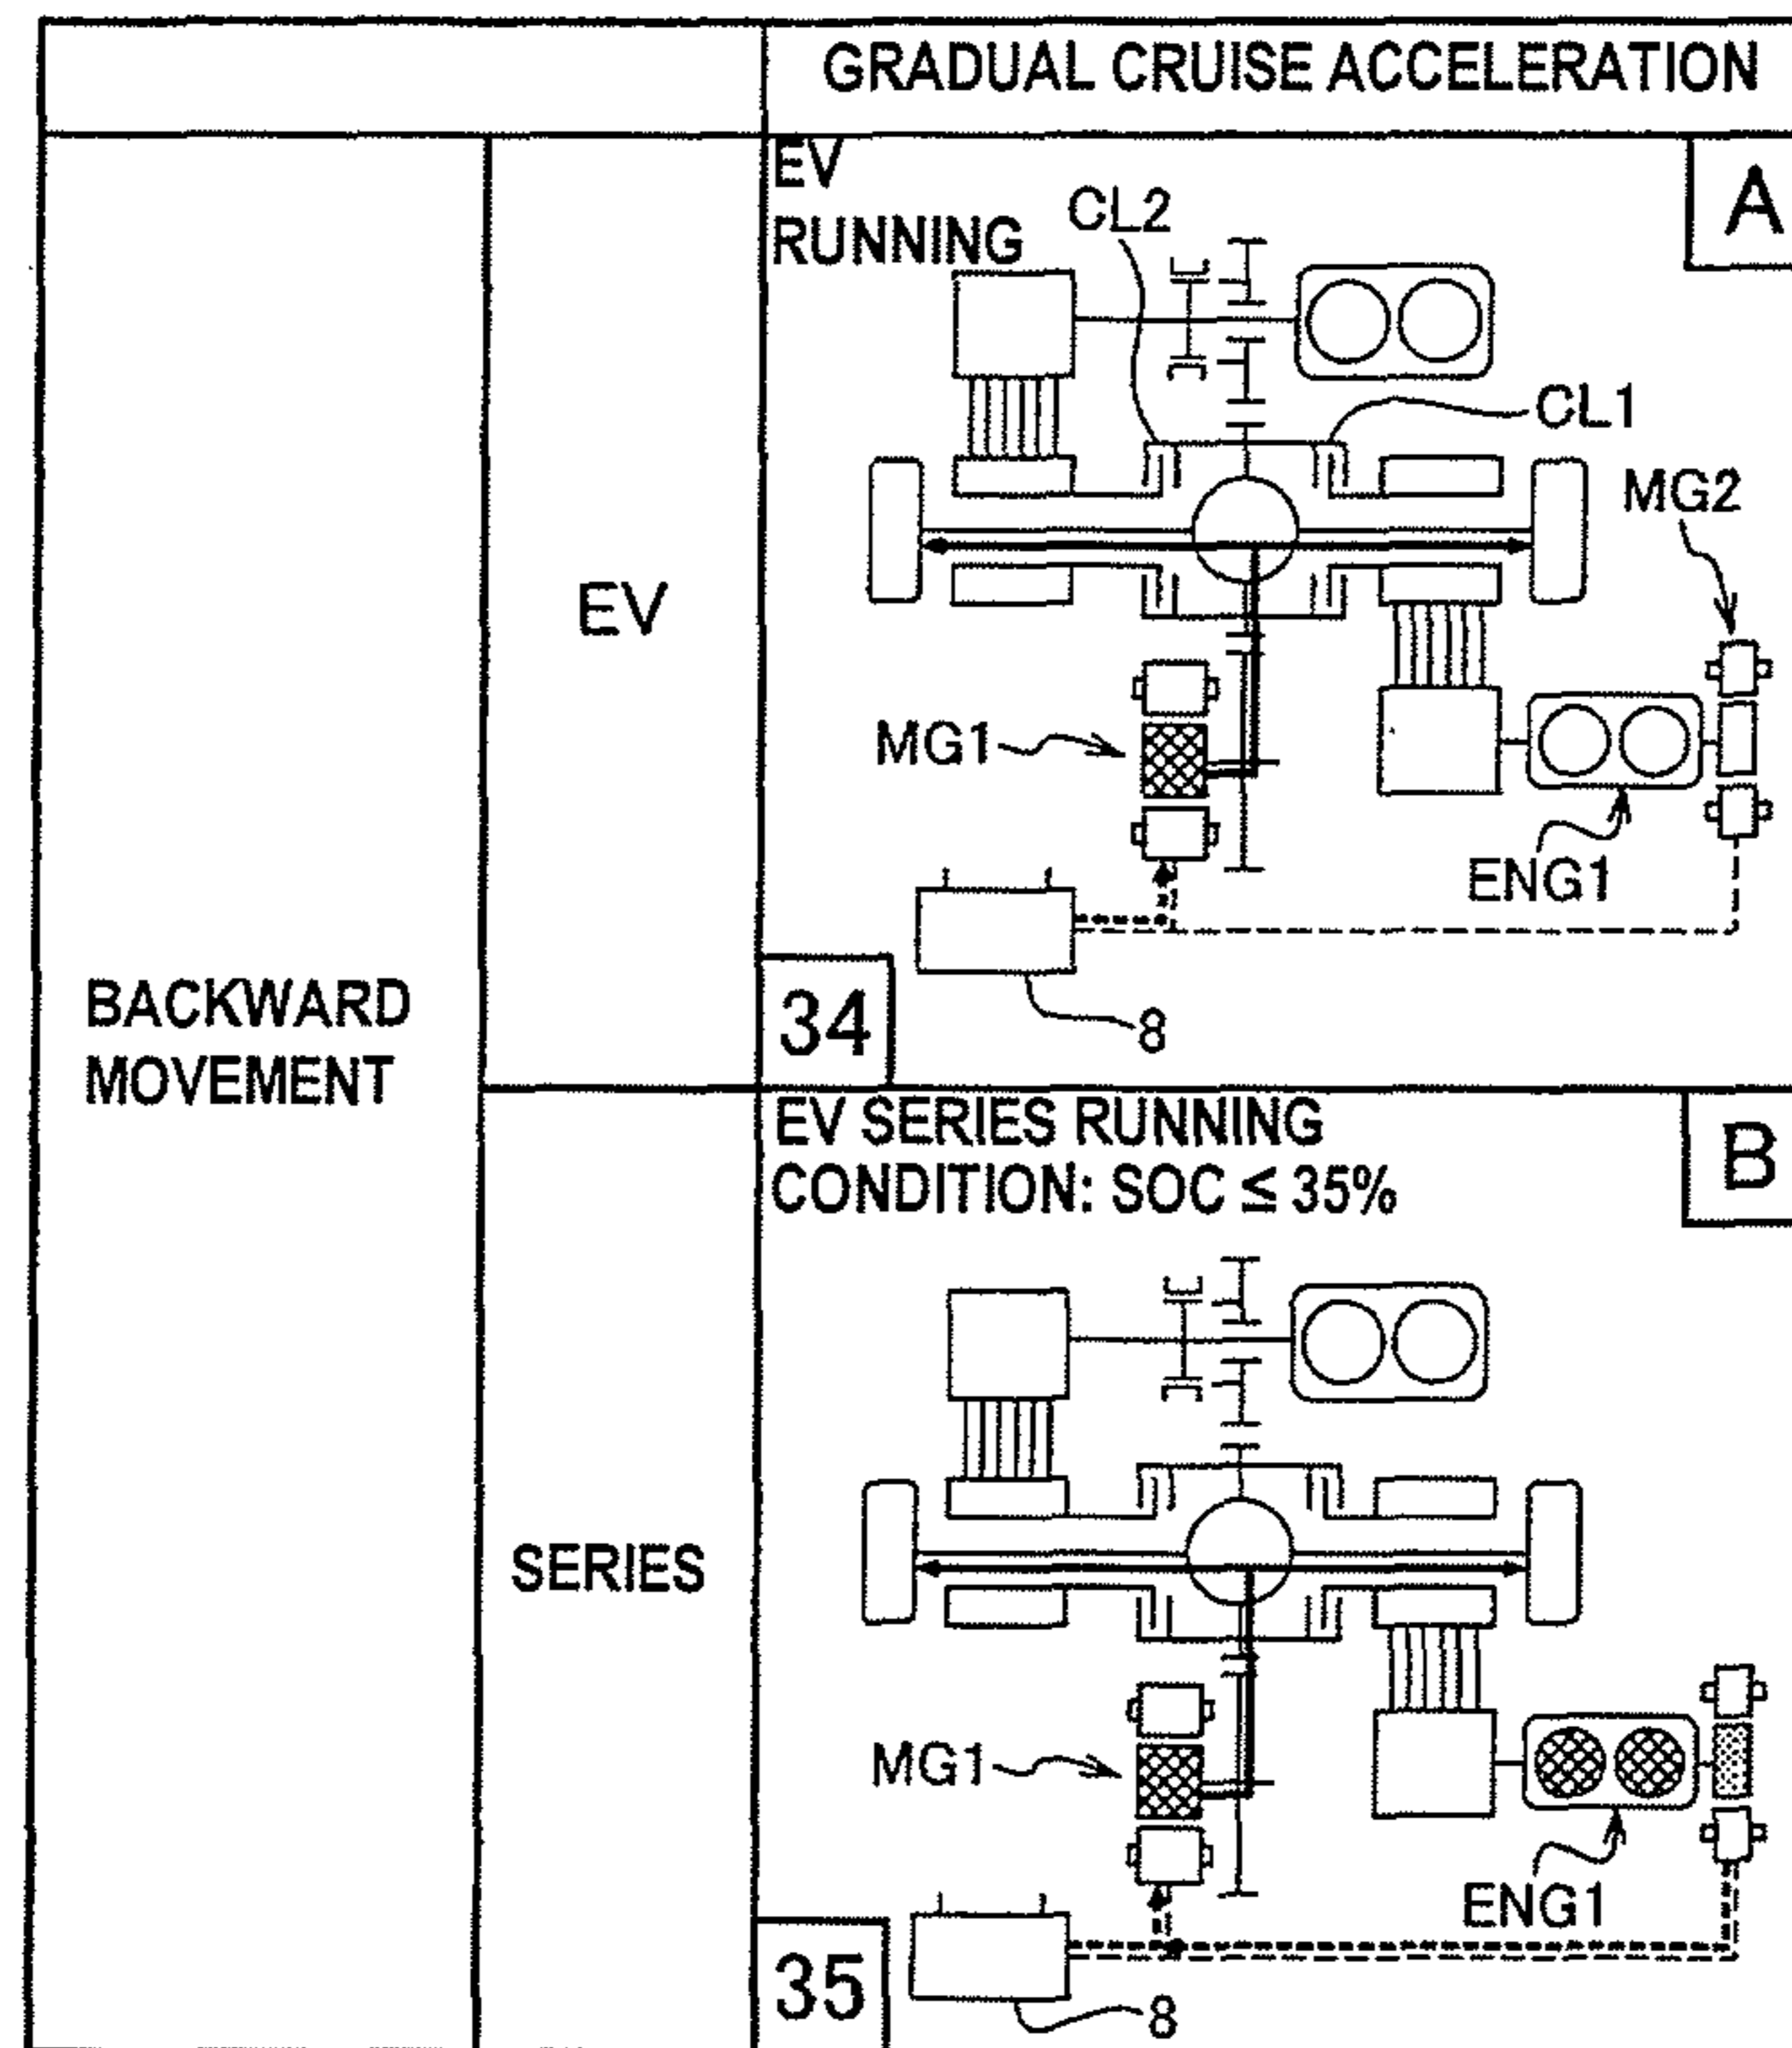 GRADUAL CRUISE ACCELERATION
BACKWARD
MOVEMENT
EV
EV
RUNNING
A
CL2
CL1
MG2
MG1
ENG1
8
34
SERIES
EV SERIES RUNNING
CONDITION: SOC ≤ 35%
B
MG1
ENG1
8
35